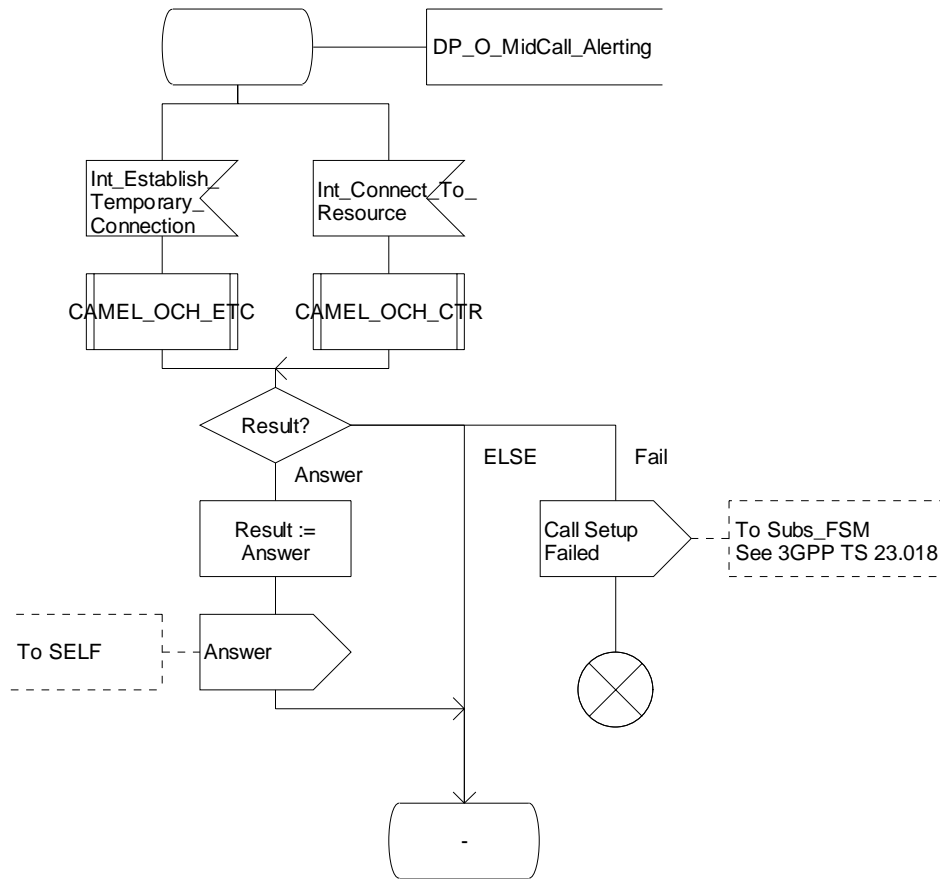 DP_O_MidCall_Alerting
Int_Establish_
Temporary_
Connection
Int_Connect_To_
Resource
CAMEL_OCH_ETC
CAMEL_OCH_CTR
Result?
ELSE
Fail
Answer
Result :=
Answer
Call Setup
Failed
To Subs_FSM
See 3GPP TS 23.018
To SELF
Answer
-